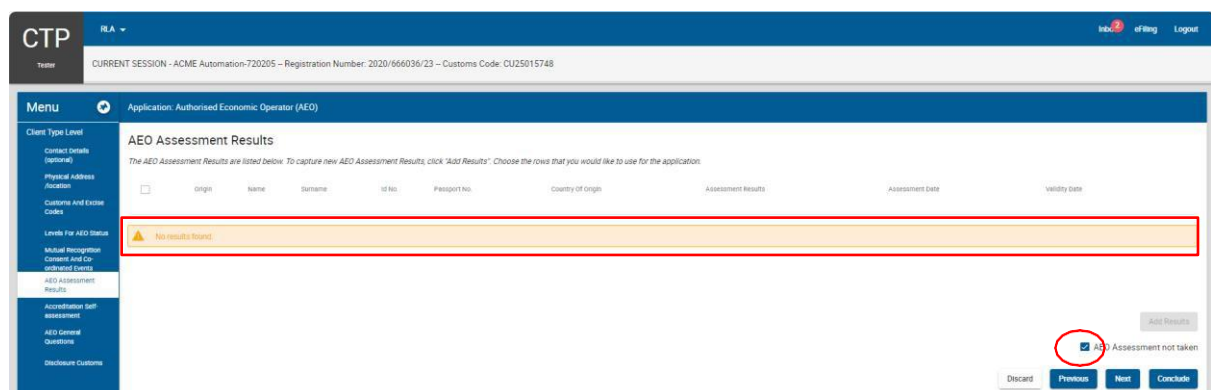 CTP
Tester
RLA
Inbox 2 eFiling Logout
CURRENT SESSION - ACME Automation-720205 – Registration Number: 2020/666036/23 – Customs Code: CU25015748
Menu
Application: Authorised Economic Operator (AEO)
Client Type Level
Contact Details
(optional)
Physical Address
/location
Customs And Excise
Codes
Levels For AEO Status
Mutual Recognition
Consent And Co-
ordinated Events
AEO Assessment
Results
Accreditation Self-
assessment
AEO General
Questions
Disclosure Customs
AEO Assessment Results
The AEO Assessment Results are listed below. To capture new AEO Assessment Results, click "Add Results". Choose the rows that you would like to use for the application.
Origin Name Surname Id No. Passport No. Country Of Origin Assessment Results Assessment Date Validity Date
No results found.
Add Results
AEO Assessment not taken
Discard Previous Next Conclude